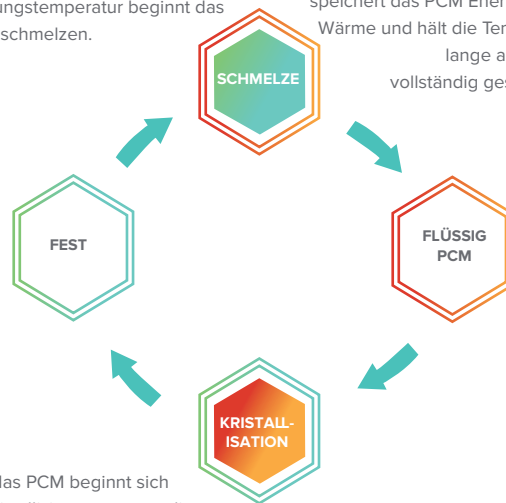 ungstemperatur beginnt das
schmelzen.
speichert das PCM Ener
Wärme und hält die Ter
lange a
vollständig ges
SCHMELZE
FEST
FLÜSSIG
PCM
KRISTALL-
ISATION
das PCM beginnt sich